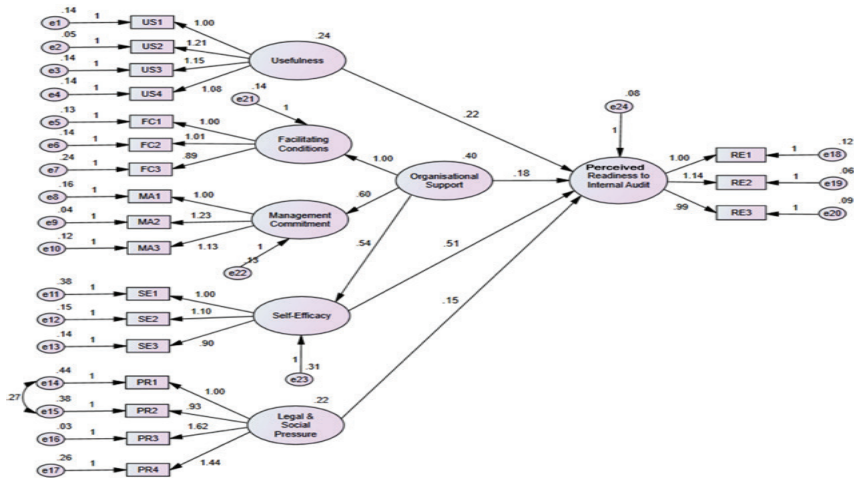 .14
e1 1 US1 1.00
.05
e2 1 US2 1.21
.14
e3 1 US3 1.15
.14
e4 1 US4 1.08
.24
Usefulness
.14
e21
1
.13
e5 1 FC1 1.00
.14
e6 1 FC2 1.01
.24
e7 1 FC3 .89
Facilitating
Conditions
1.00
.16
e8 1 MA1 1.00
.04
e9 1 MA2 1.23
.12
e10 1 MA3 1.13
Management
Commitment
.60
1
.13
e22
.40
Organisational
Support
.54
.38
e11 1 SE1 1.00
.15
e12 1 SE2 1.10
.14
e13 1 SE3 .90
Self-Efficacy
1 .31
e23
.44
e14 1 PR1 1.00
.27
.38
e15 1 PR2 .93
.03
e16 1 PR3 1.62
.26
e17 1 PR4 1.44
.22
Legal &
Social
Pressure
.22
.18
.51
.15
.08
e24
1
Perceived
Readiness to
Internal Audit
1.00 RE1 1 e18 .12
1.14 RE2 1 e19 .06
.99 RE3 1 e20 .09